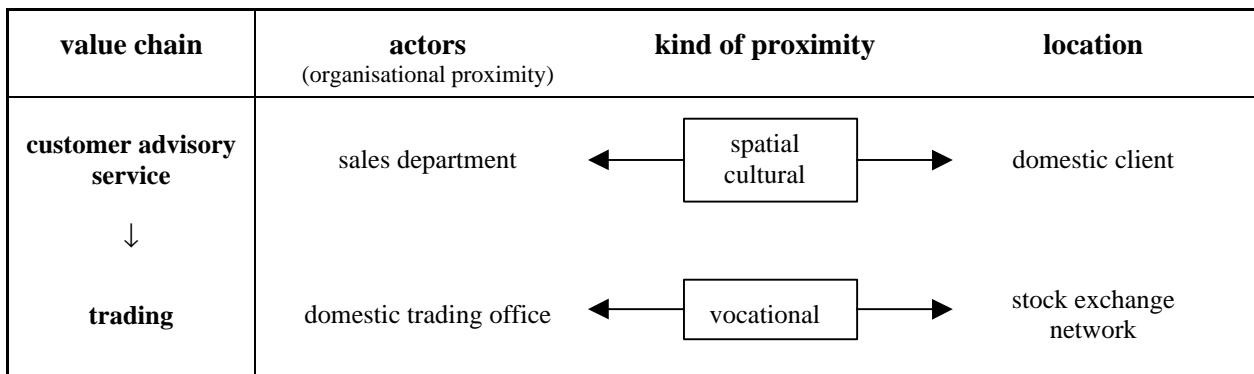 value chain
actors
(organisational proximity)
kind of proximity
location
customer advisory
service
sales department
spatial
cultural
domestic client
↓
trading
domestic trading office
vocational
stock exchange
network